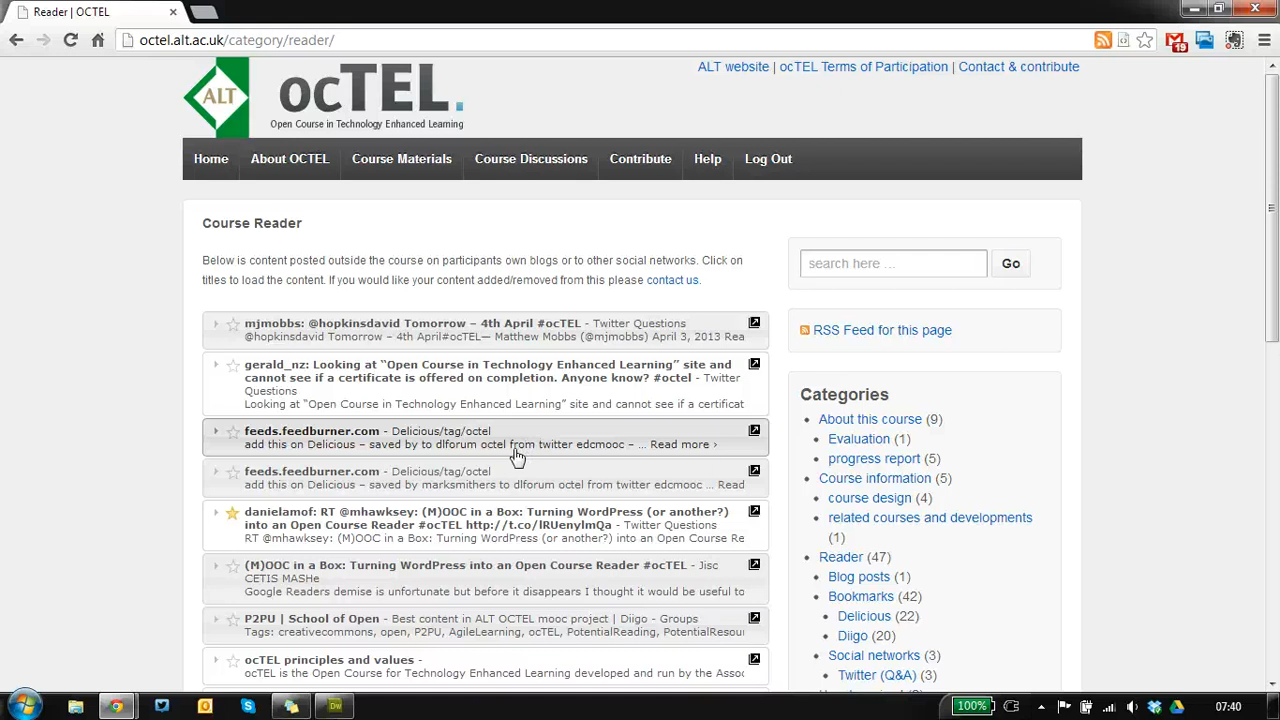 Reader | OCTEL
octel.alt.ac.uk/category/reader/
19
ALT website | ocTEL Terms of Participation | Contact & contribute
ALT
ocTEL.
Open Course in Technology Enhanced Learning
Home About OCTEL Course Materials Course Discussions Contribute Help Log Out
Course Reader
Below is content posted outside the course on participants own blogs or to other social networks. Click on
titles to load the content. If you would like your content added/removed from this please contact us.
mjmobbs: @hopkinsdavid Tomorrow – 4th April #ocTEL - Twitter Questions
@hopkinsdavid Tomorrow – 4th April#ocTEL— Matthew Mobbs (@mjmobbs) April 3, 2013 Rea
gerald_nz: Looking at “Open Course in Technology Enhanced Learning” site and
cannot see if a certificate is offered on completion. Anyone know? #octel - Twitter
Questions
Looking at “Open Course in Technology Enhanced Learning” site and cannot see if a certificat
feeds.feedburner.com - Delicious/tag/octel
add this on Delicious – saved by to dlforum octel from twitter edcmooc – ... Read more ›
feeds.feedburner.com - Delicious/tag/octel
add this on Delicious – saved by marksmithers to dlforum octel from twitter edcmooc ... Read
danielamof: RT @mhawksey: (M)OOC in a Box: Turning WordPress (or another?)
into an Open Course Reader #ocTEL http://t.co/lRUenylmQa - Twitter Questions
RT @mhawksey: (M)OOC in a Box: Turning WordPress (or another?) into an Open Course Re
(M)OOC in a Box: Turning WordPress into an Open Course Reader #ocTEL - Jisc
CETIS MASHe
Google Readers demise is unfortunate but before it disappears I thought it would be useful to
P2PU | School of Open - Best content in ALT OCTEL mooc project | Diigo - Groups
Tags: creativecommons, open, P2PU, AgileLearning, ocTEL, PotentialReading, PotentialResour
ocTEL principles and values -
ocTEL is the Open Course for Technology Enhanced Learning developed and run by the Assoc
search here ...
Go
RSS Feed for this page
Categories
About this course (9)
Evaluation (1)
progress report (5)
Course information (5)
course design (4)
related courses and developments
(1)
Reader (47)
Blog posts (1)
Bookmarks (42)
Delicious (22)
Diigo (20)
Social networks (3)
Twitter (Q&A) (3)
Dw
100%
07:40